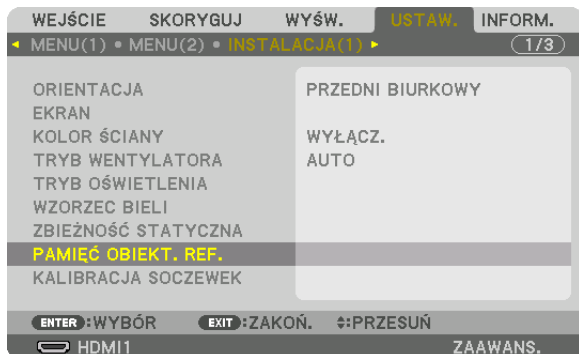 WEJŚCIE SKORYGUJ WYŚW. USTAW. INFORM.
MENU(1) • MENU(2) • INSTALACJA(1) 1/3
ORIENTACJA PRZEDNI BIURKOWY
EKRAN
KOLOR ŚCIANY WYŁĄCZ.
TRYB WENTYLATORA AUTO
TRYB OŚWIETLENIA
WZORZEC BIELI
ZBIEŻNOŚĆ STATYCZNA
PAMIĘĆ OBIEKT. REF.
KALIBRACJA SOCZEWEK
ENTER :WYBÓR EXIT :ZAKOŃ. :PRZESUŃ
HDMI1 ZAAWANS.